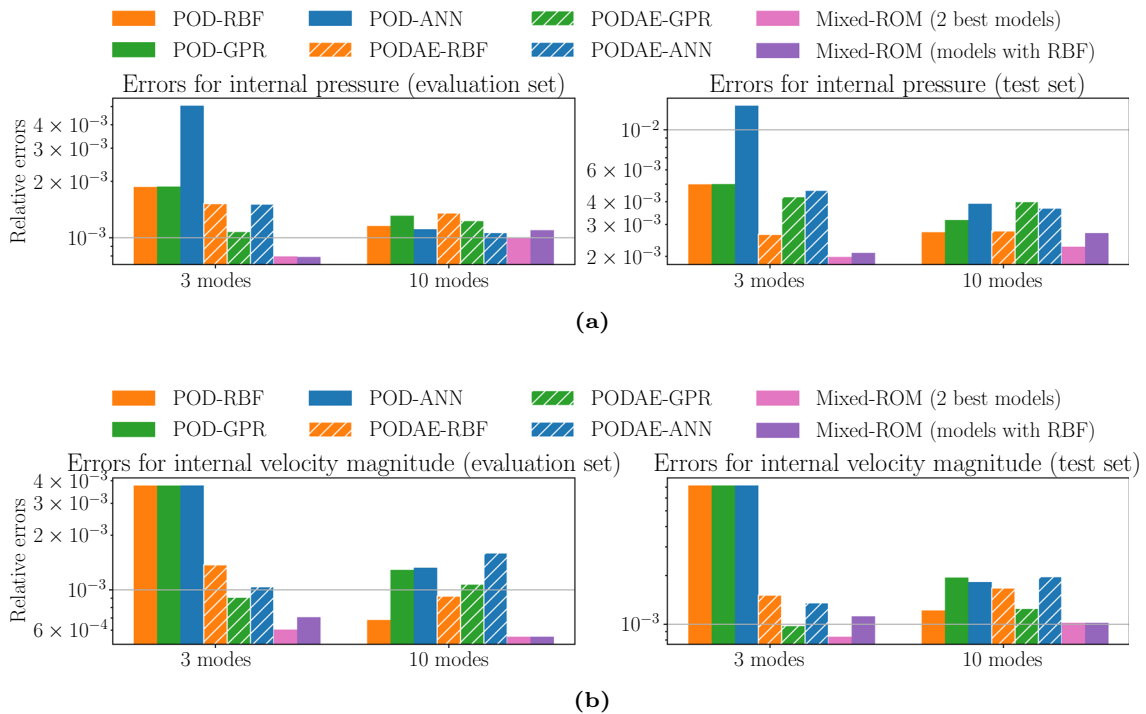 POD-RBF POD-ANN PODAE-GPR Mixed-ROM (2 best models)
POD-GPR PODAE-RBF PODAE-ANN Mixed-ROM (models with RBF)
Errors for internal pressure (evaluation set)
Errors for internal pressure (test set)
Relative errors
4 × 10⁻³
3 × 10⁻³
2 × 10⁻³
10⁻³
3 modes 10 modes
10⁻²
6 × 10⁻³
4 × 10⁻³
3 × 10⁻³
2 × 10⁻³
3 modes 10 modes
(a)
POD-RBF POD-ANN PODAE-GPR Mixed-ROM (2 best models)
POD-GPR PODAE-RBF PODAE-ANN Mixed-ROM (models with RBF)
Errors for internal velocity magnitude (evaluation set)
Errors for internal velocity magnitude (test set)
Relative errors
4 × 10⁻³
3 × 10⁻³
2 × 10⁻³
10⁻³
6 × 10⁻⁴
3 modes 10 modes
10⁻³
3 modes 10 modes
(b)